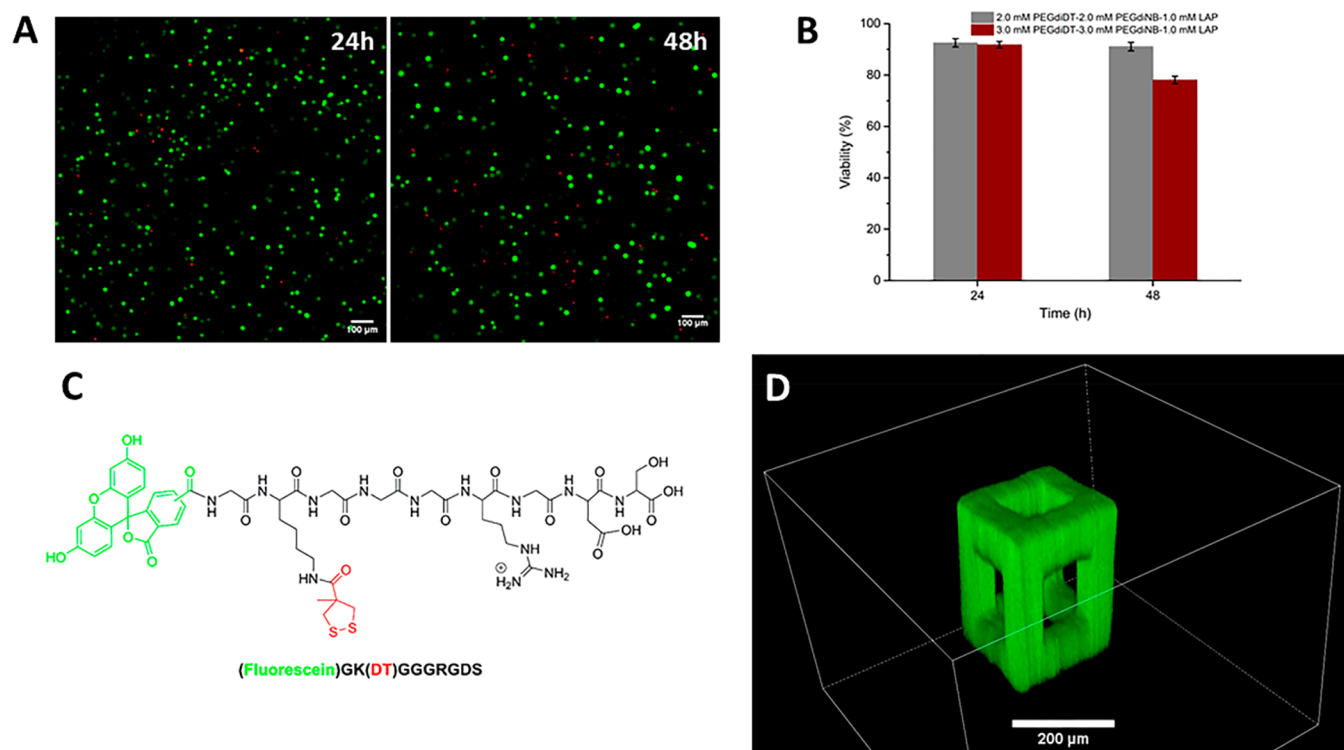 A
24h
48h
100 µm
100 µm
B
2.0 mM PEGdiDT-2.0 mM PEGdiNB-1.0 mM LAP
3.0 mM PEGdiDT-3.0 mM PEGdiNB-1.0 mM LAP
100
80
60
40
20
0
Viability (%)
24
48
Time (h)
C
OH
O
HO
O
O
O
N
H
O
H
N
O
N
H
O
H
N
O
N
H
O
H
N
O
N
H
O
H
N
O
N
H
OH
O
OH
O
OH
HN
O
S
S
NH
H₂N
NH₂
⊕
(Fluorescein)GK(DT)GGGRGDS
D
200 µm